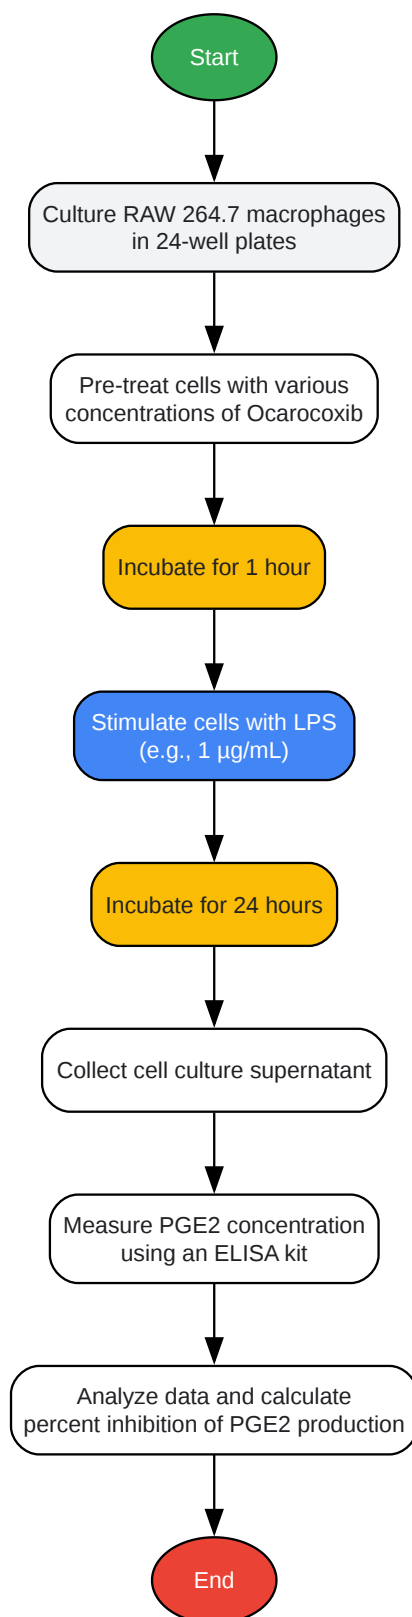 Start
Culture RAW 264.7 macrophages
in 24-well plates
Pre-treat cells with various
concentrations of Ocarocoxib
Incubate for 1 hour
Stimulate cells with LPS
(e.g., 1 µg/mL)
Incubate for 24 hours
Collect cell culture supernatant
Measure PGE2 concentration
using an ELISA kit
Analyze data and calculate
percent inhibition of PGE2 production
End